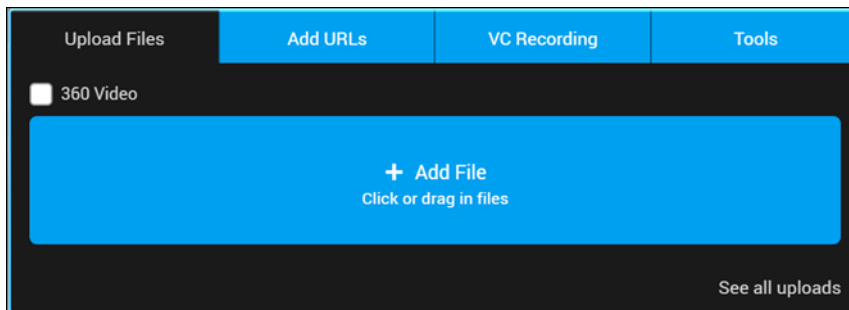 Upload Files Add URLs VC Recording Tools
360 Video
+ Add File
Click or drag in files
See all uploads